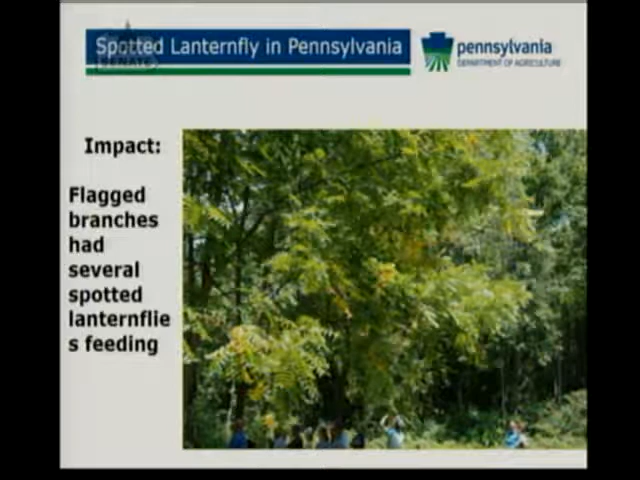 Spotted Lanternfly in Pennsylvania
SENATE
pennsylvania
DEPARTMENT OF AGRICULTURE
Impact:
Flagged
branches
had
several
spotted
lanternflie
s feeding